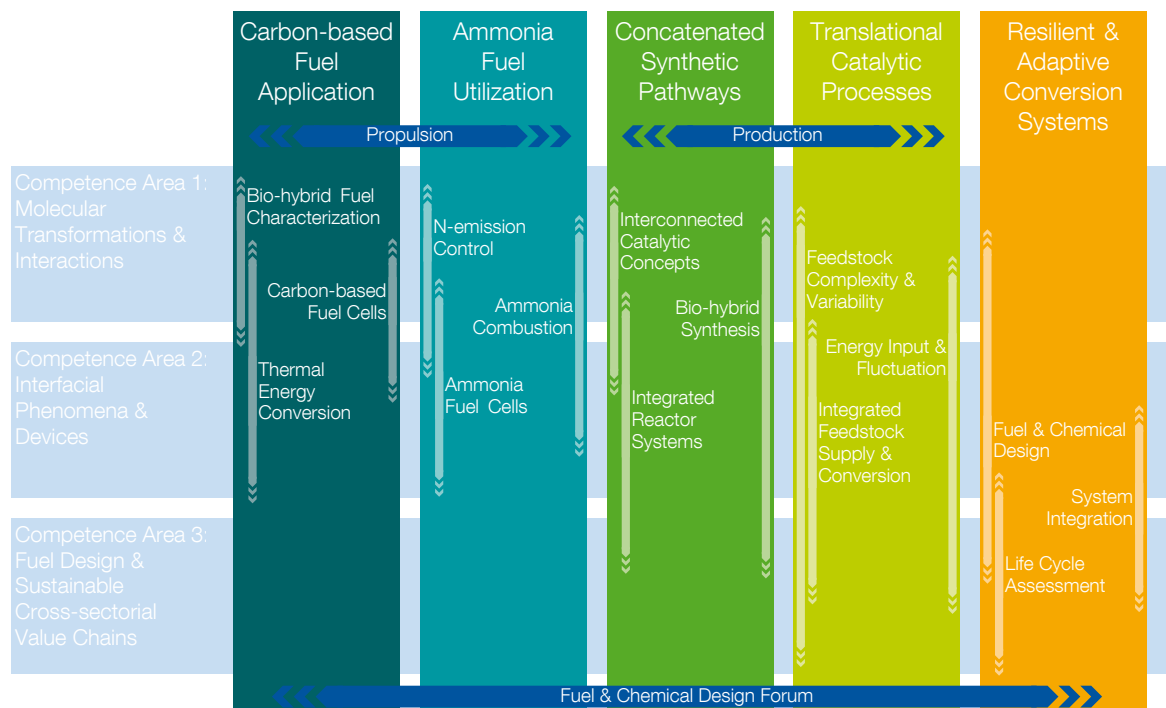 Carbon-based
Fuel
Application
Ammonia
Fuel
Utilization
Concatenated
Synthetic
Pathways
Translational
Catalytic
Processes
Resilient &
Adaptive
Conversion
Systems
Propulsion
Production
Competence Area 1:
Molecular
Transformations &
Interactions
Bio-hybrid Fuel
Characterization
Carbon-based
Fuel Cells
N-emission
Control
Ammonia
Combustion
Interconnected
Catalytic
Concepts
Bio-hybrid
Synthesis
Feedstock
Complexity &
Variability
Competence Area 2:
Interfacial
Phenomena &
Devices
Thermal
Energy
Conversion
Ammonia
Fuel Cells
Integrated
Reactor
Systems
Energy Input &
Fluctuation
Integrated
Feedstock
Supply &
Conversion
Fuel & Chemical
Design
System
Integration
Competence Area 3:
Fuel Design &
Sustainable
Cross-sectorial
Value Chains
Life Cycle
Assessment
Fuel & Chemical Design Forum